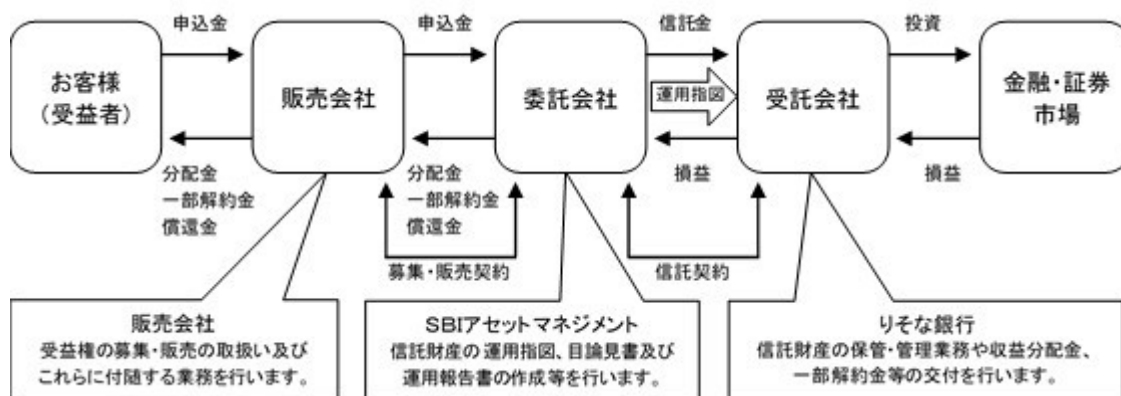 申込金
申込金
信託金
投資
お客様
（受益者）
販売会社
委託会社
運用指図
受託会社
金融・証券
市場
分配金
一部解約金
償還金
分配金
一部解約金
償還金
損益
損益
募集・販売契約
信託契約
販売会社
受益権の募集・販売の取扱い及び
これらに付随する業務を行います。
SBIアセットマネジメント
信託財産の運用指図、目論見書及び
運用報告書の作成等を行います。
りそな銀行
信託財産の保管・管理業務や収益分配金、
一部解約金等の交付を行います。